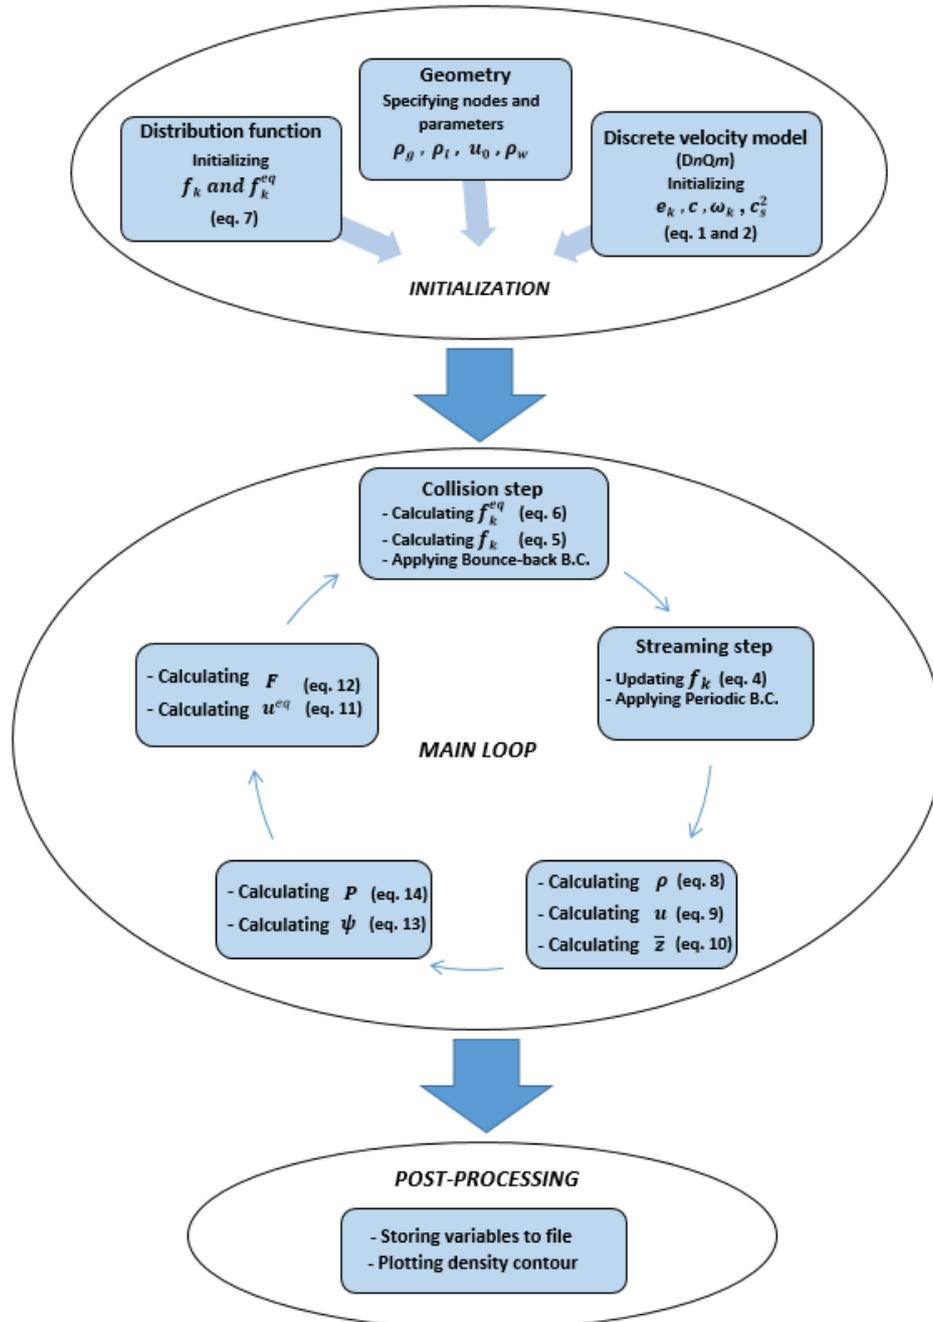 Geometry
Specifying nodes and
parameters
ρ_g , ρ_l , u_0 , ρ_w
Distribution function
Initializing
f_k and f_k^{eq}
(eq. 7)
Discrete velocity model
(DnQm)
Initializing
e_k , c , ω_k , c_s^2
(eq. 1 and 2)
INITIALIZATION
Collision step
- Calculating f_k^{eq} (eq. 6)
- Calculating f_k (eq. 5)
- Applying Bounce-back B.C.
Streaming step
- Updating f_k (eq. 4)
- Applying Periodic B.C.
- Calculating F (eq. 12)
- Calculating u^{eq} (eq. 11)
MAIN LOOP
- Calculating P (eq. 14)
- Calculating ψ (eq. 13)
- Calculating ρ (eq. 8)
- Calculating u (eq. 9)
- Calculating z̄ (eq. 10)
POST-PROCESSING
- Storing variables to file
- Plotting density contour